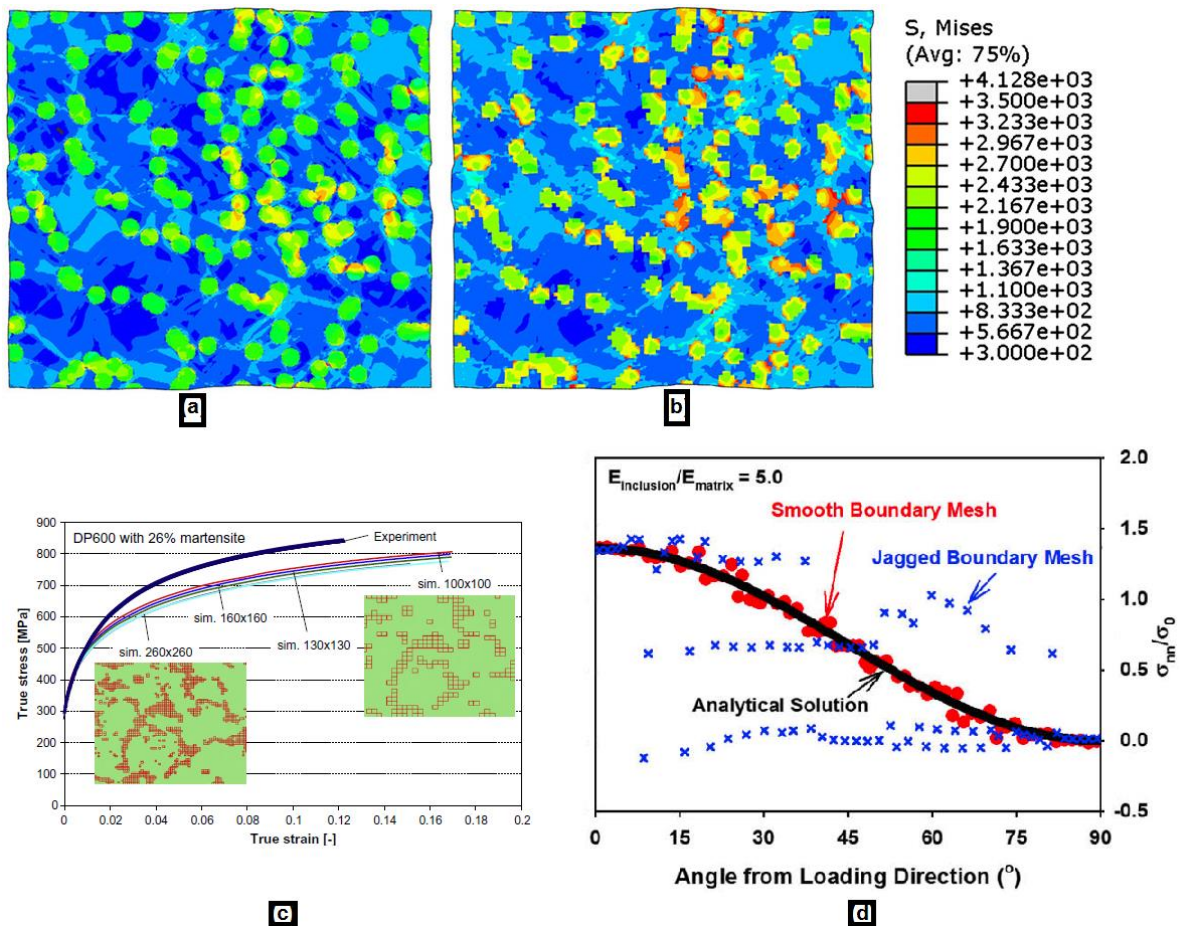 S, Mises
(Avg: 75%)
+4.128e+03
+3.500e+03
+3.233e+03
+2.967e+03
+2.700e+03
+2.433e+03
+2.167e+03
+1.900e+03
+1.633e+03
+1.367e+03
+1.100e+03
+8.333e+02
+5.667e+02
+3.000e+02
a
b
900
800
700
600
500
400
300
200
100
0
True stress [MPa]
DP600 with 26% martensite
Experiment
sim. 100x100
sim. 160x160
sim. 130x130
sim. 260x260
0 0.02 0.04 0.06 0.08 0.1 0.12 0.14 0.16 0.18 0.2
True strain [-]
c
E inclusion/E matrix = 5.0
Smooth Boundary Mesh
Jagged Boundary Mesh
Analytical Solution
2.0
1.5
1.0
0.5
0.0
-0.5
σnn/σ0
0 15 30 45 60 75 90
Angle from Loading Direction (°)
d